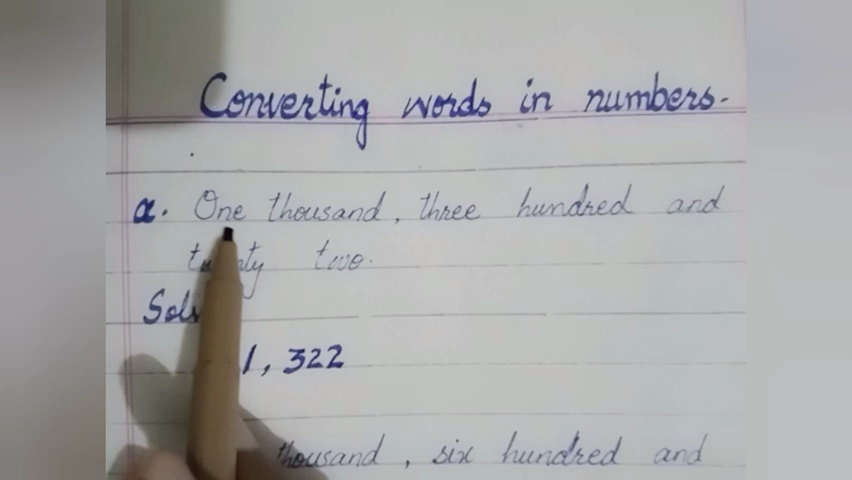 Converting words in numbers.
a. One thousand, three hundred and
two.
1, 322
thousand, six hundred and